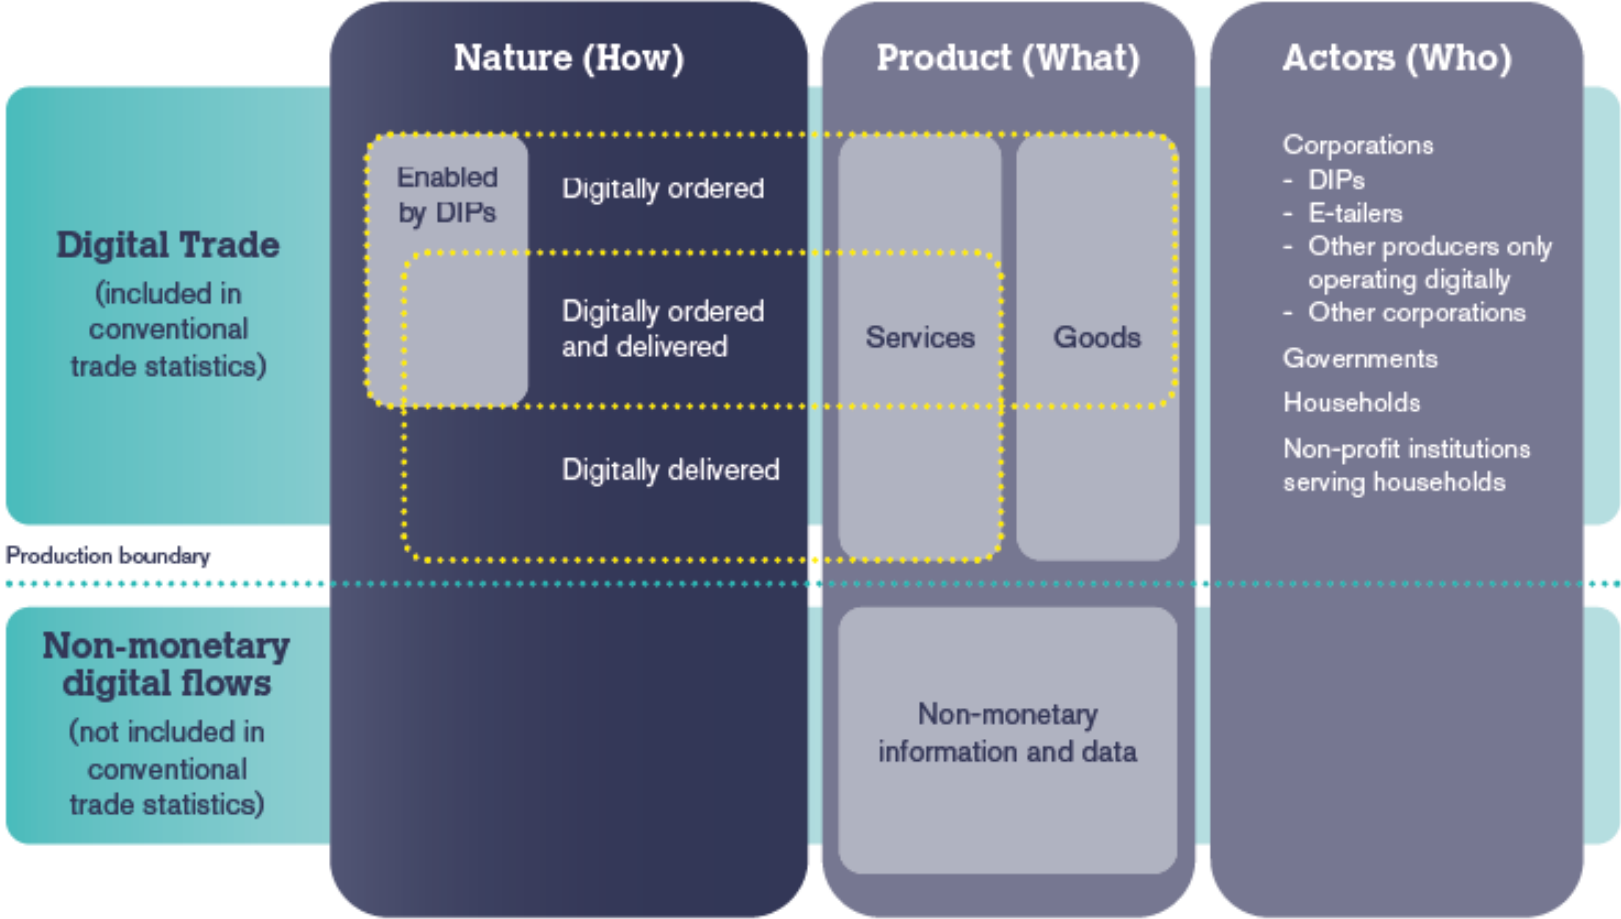 Nature (How)
Product (What)
Actors (Who)
Digital Trade
(included in
conventional
trade statistics)
Enabled
by DIPs
Digitally ordered
Digitally ordered
and delivered
Digitally delivered
Services
Goods
Corporations
- DIPs
- E-tailers
- Other producers only
operating digitally
- Other corporations
Governments
Households
Non-profit institutions
serving households
Production boundary
Non-monetary
digital flows
(not included in
conventional
trade statistics)
Non-monetary
information and data